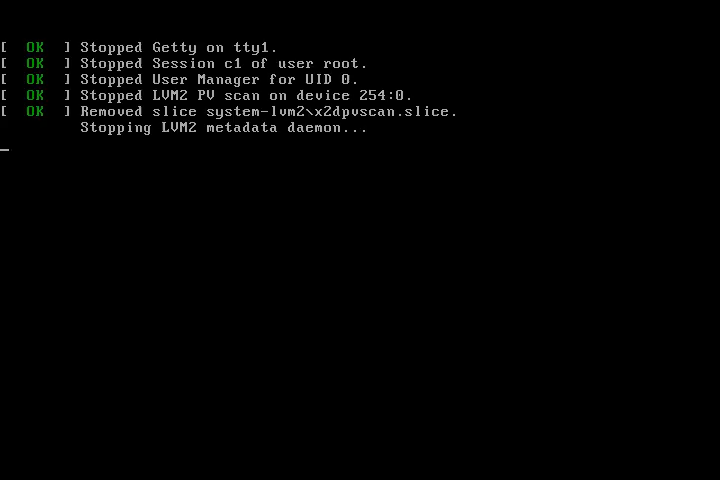 [  OK  ] Stopped Getty on tty1.
[  OK  ] Stopped Session c1 of user root.
[  OK  ] Stopped User Manager for UID 0.
[  OK  ] Stopped LVM2 PV scan on device 254:0.
[  OK  ] Removed slice system-lvm2\x2dpvscan.slice.
         Stopping LVM2 metadata daemon...